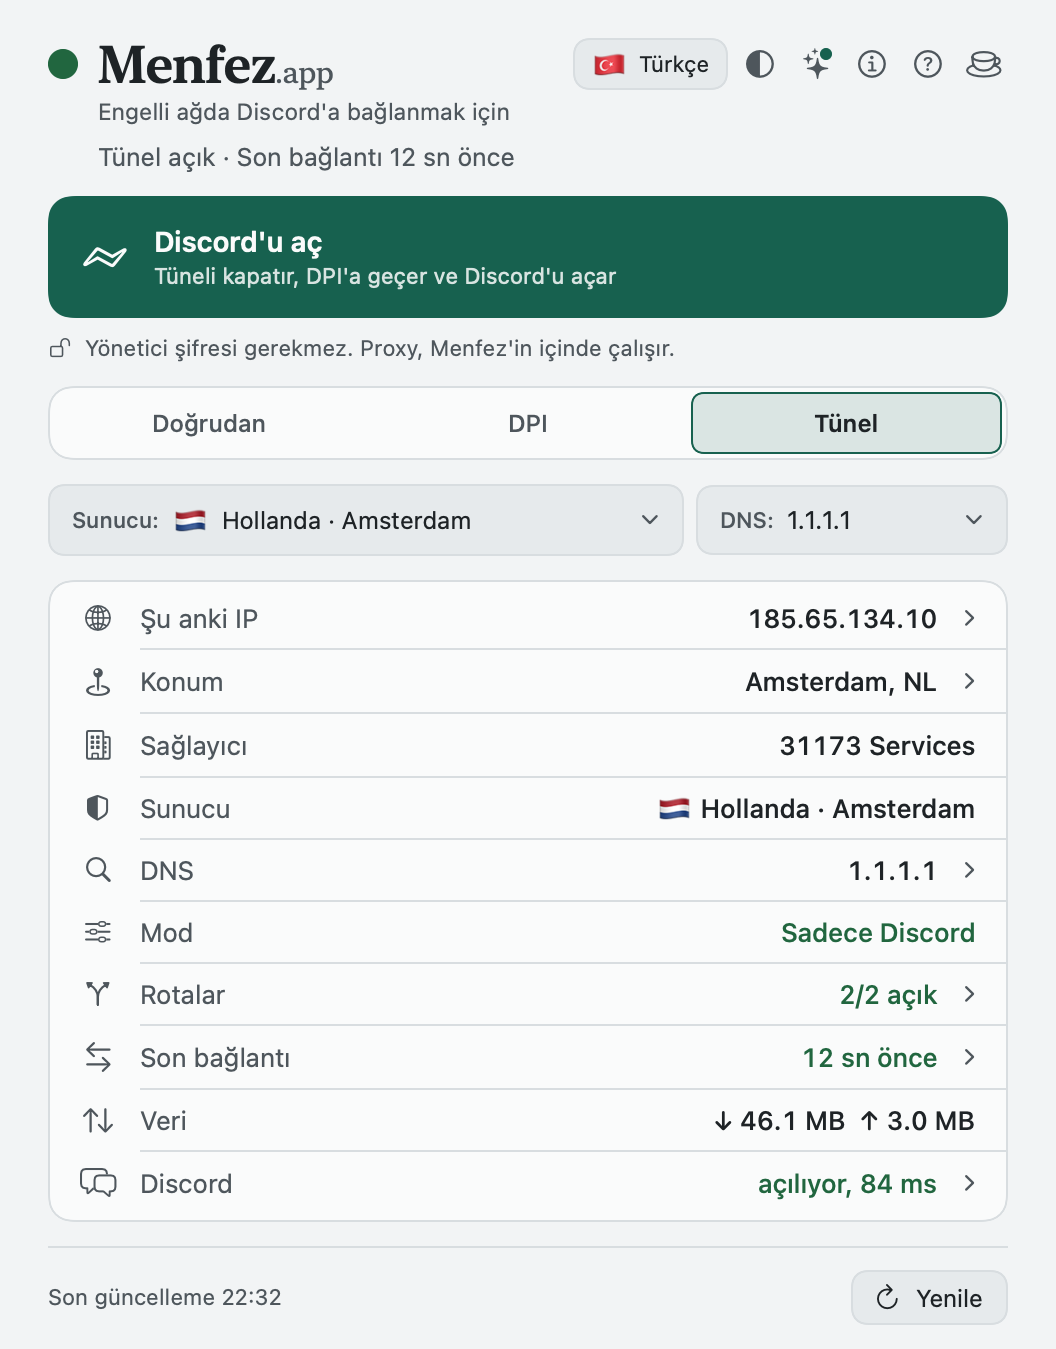 Menfez.app
Türkçe
Engelli ağda Discord'a bağlanmak için
Tünel açık · Son bağlantı 12 sn önce
Discord'u aç
Tüneli kapatır, DPI'a geçer ve Discord'u açar
Yönetici şifresi gerekmez. Proxy, Menfez'in içinde çalışır.
Doğrudan DPI Tünel
Sunucu: Hollanda · Amsterdam DNS: 1.1.1.1
Şu anki IP 185.65.134.10
Konum Amsterdam, NL
Sağlayıcı 31173 Services
Sunucu Hollanda · Amsterdam
DNS 1.1.1.1
Mod Sadece Discord
Rotalar 2/2 açık
Son bağlantı 12 sn önce
Veri ↓ 46.1 MB ↑ 3.0 MB
Discord açılıyor, 84 ms
Son güncelleme 22:32 Yenile